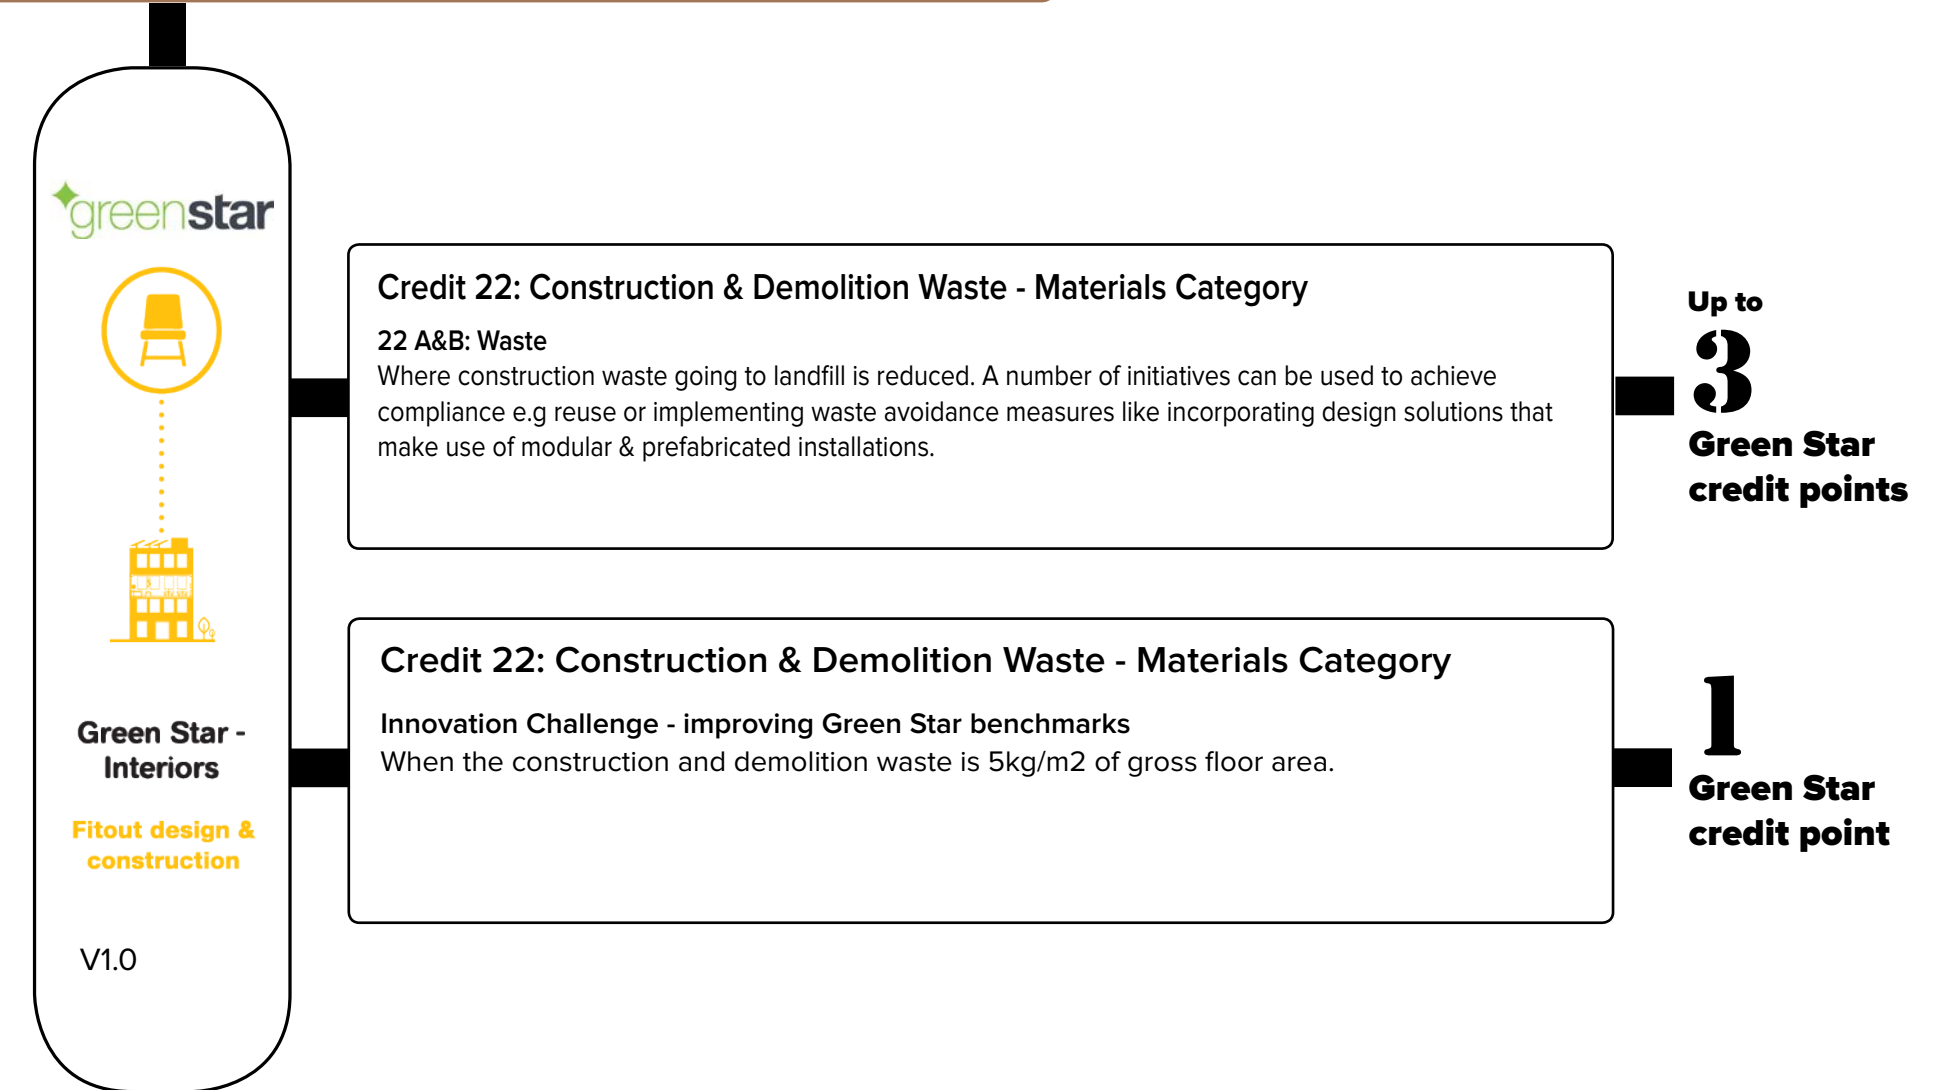 greenstar
Green Star -
Interiors
Fitout design &
construction
V1.0
Credit 22: Construction & Demolition Waste - Materials Category
22 A&B: Waste
Where construction waste going to landfill is reduced. A number of initiatives can be used to achieve
compliance e.g reuse or implementing waste avoidance measures like incorporating design solutions that
make use of modular & prefabricated installations.
Up to
3
Green Star
credit points
Credit 22: Construction & Demolition Waste - Materials Category
Innovation Challenge - improving Green Star benchmarks
When the construction and demolition waste is 5kg/m2 of gross floor area.
1
Green Star
credit point